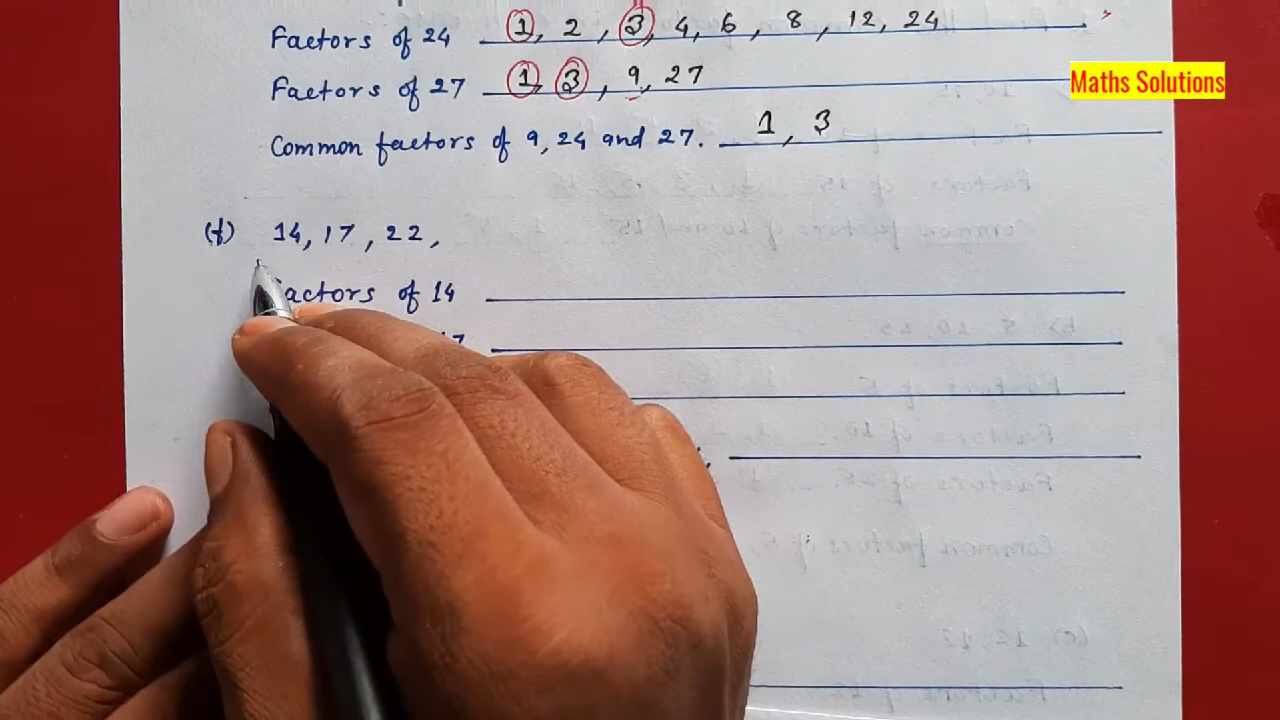 Factors of 24 1, 2, 3, 4, 6, 8, 12, 24
Factors of 27 1, 3, 9, 27
Maths Solutions
Common factors of 9, 24 and 27. 1, 3
(f) 14, 17, 22,
Factors of 14